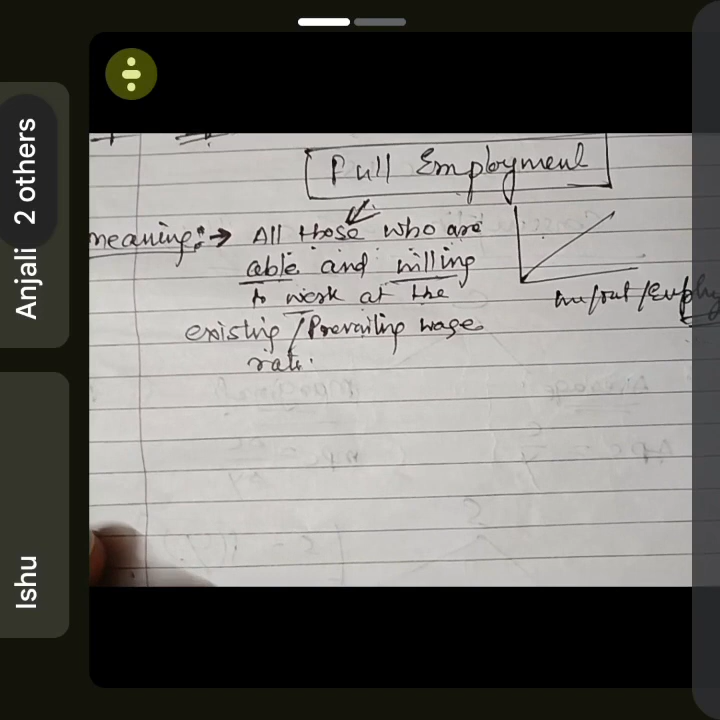 Full Employment
meaning:→ All those who are
able and willing
to work at the
existing / Prevailing wage
rate.
Anjali 2 others
Ishu